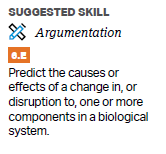 SUGGESTED SKILL
Argumentation
6.E
Predict the causes or
effects of a change in, or
disruption to, one or more
components in a biological
system.